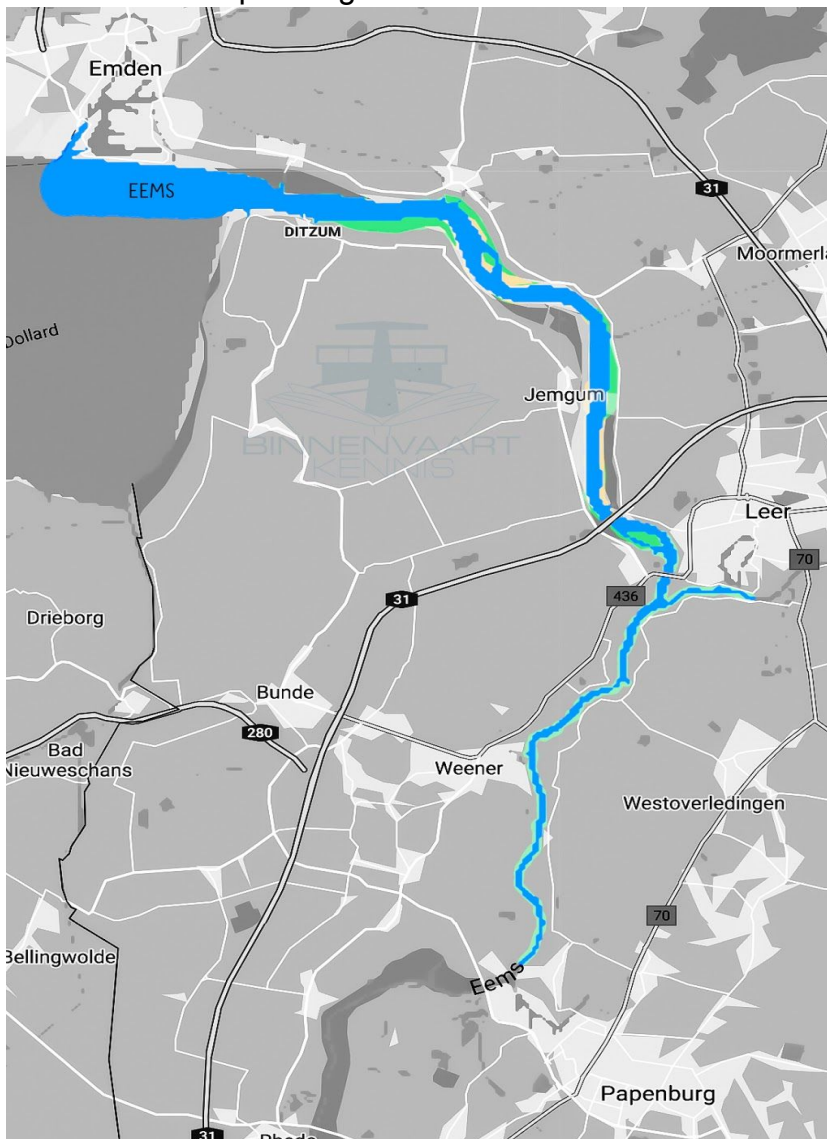 Emden
31
EEMS
DITZUM
Moormerla
Dollard
Jemgum
BINNENVAART
KENNIS
Leer
70
31
436
Drieborg
Bunde
280
Bad
Nieuweschans
Weener
Westoverledingen
70
Bellingwolde
Eems
Papenburg
31